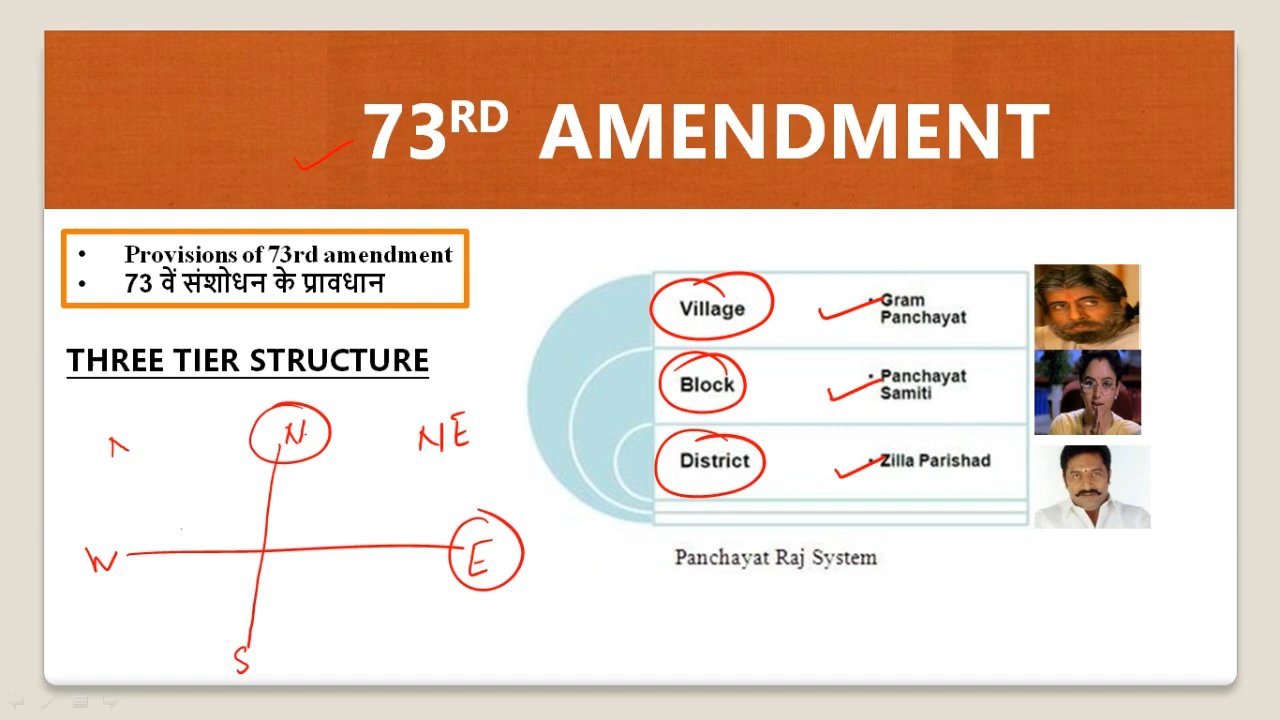 73RD AMENDMENT
• Provisions of 73rd amendment
• 73 वें संशोधन के प्रावधान
THREE TIER STRUCTURE
Village • Gram
Panchayat
Block • Panchayat
Samiti
District • Zilla Parishad
Panchayat Raj System
N
NE
W
E
S